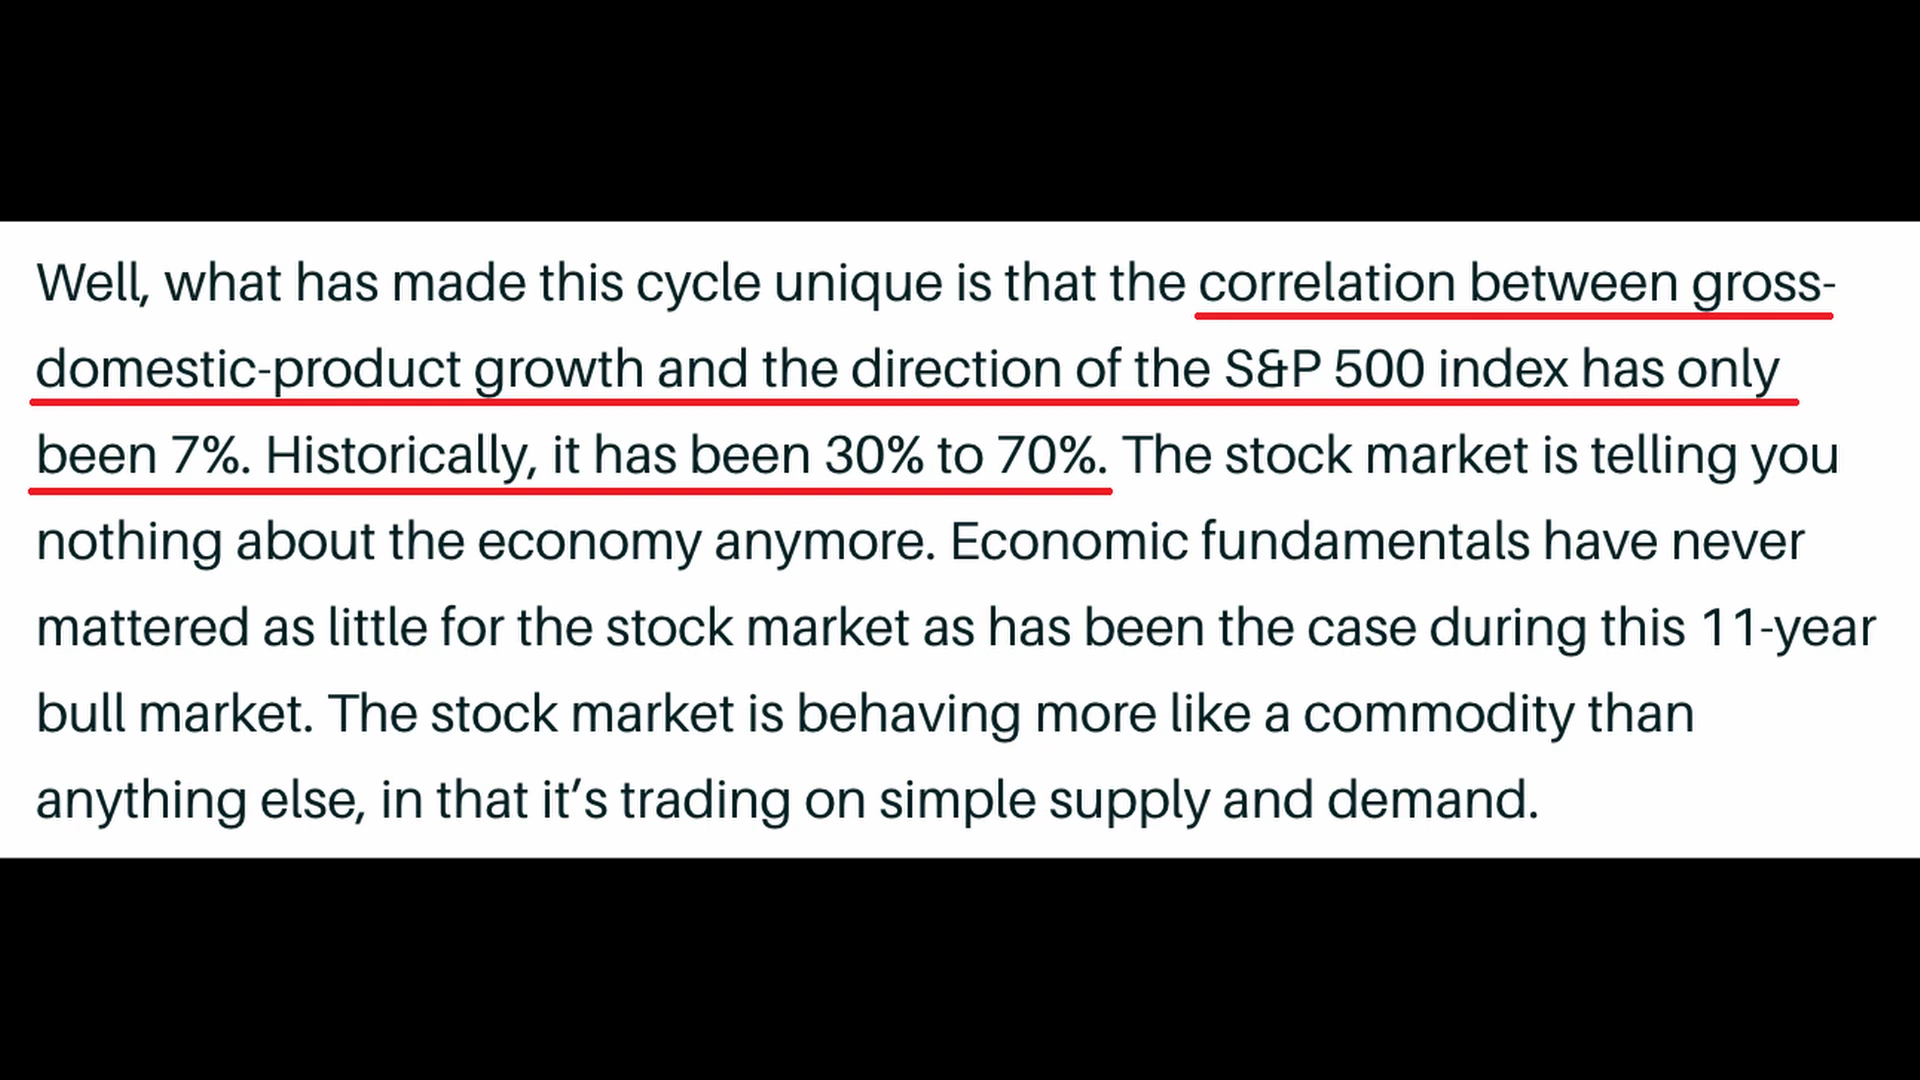 Well, what has made this cycle unique is that the correlation between gross-
domestic-product growth and the direction of the S&P 500 index has only
been 7%. Historically, it has been 30% to 70%. The stock market is telling you
nothing about the economy anymore. Economic fundamentals have never
mattered as little for the stock market as has been the case during this 11-year
bull market. The stock market is behaving more like a commodity than
anything else, in that it’s trading on simple supply and demand.